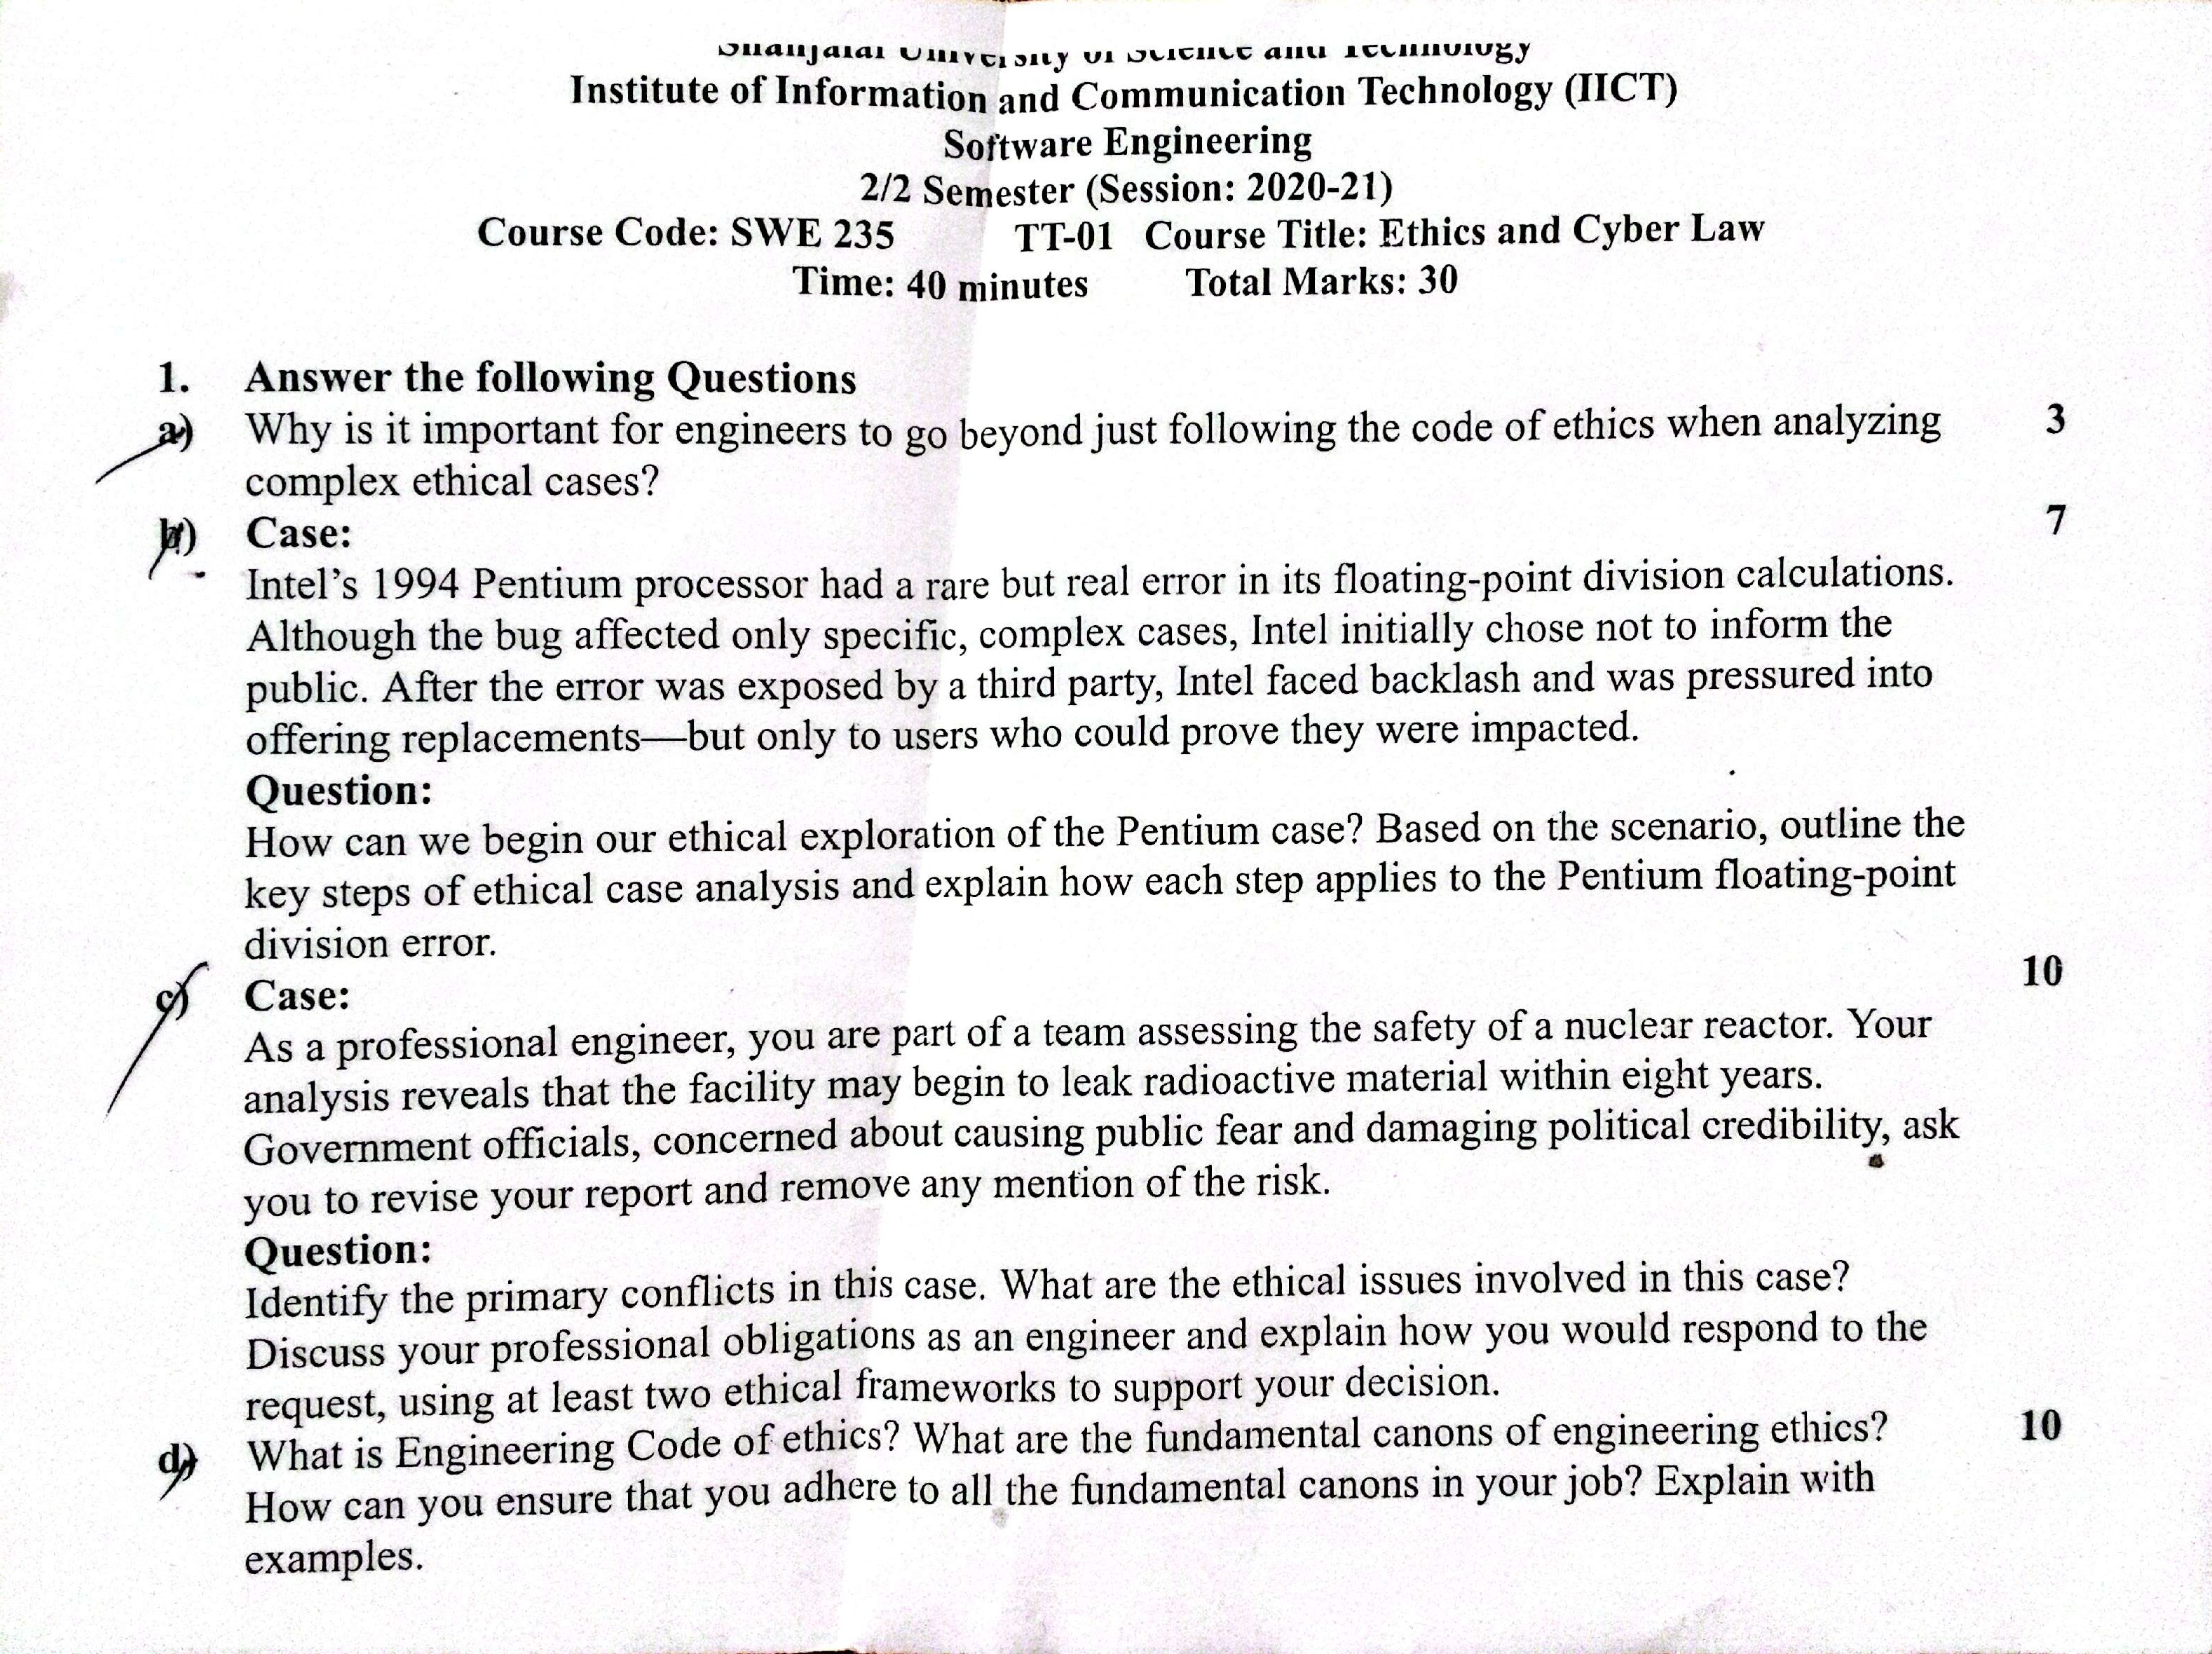 Shahjalal University of Science and Technology
Institute of Information and Communication Technology (IICT)
Software Engineering
2/2 Semester (Session: 2020-21)
Course Code: SWE 235 TT-01 Course Title: Ethics and Cyber Law
Time: 40 minutes Total Marks: 30
1. Answer the following Questions
a) Why is it important for engineers to go beyond just following the code of ethics when analyzing 3
complex ethical cases?
b) Case: 7
Intel's 1994 Pentium processor had a rare but real error in its floating-point division calculations.
Although the bug affected only specific, complex cases, Intel initially chose not to inform the
public. After the error was exposed by a third party, Intel faced backlash and was pressured into
offering replacements—but only to users who could prove they were impacted.
Question:
How can we begin our ethical exploration of the Pentium case? Based on the scenario, outline the
key steps of ethical case analysis and explain how each step applies to the Pentium floating-point
division error.
c) Case: 10
As a professional engineer, you are part of a team assessing the safety of a nuclear reactor. Your
analysis reveals that the facility may begin to leak radioactive material within eight years.
Government officials, concerned about causing public fear and damaging political credibility, ask
you to revise your report and remove any mention of the risk.
Question:
Identify the primary conflicts in this case. What are the ethical issues involved in this case?
Discuss your professional obligations as an engineer and explain how you would respond to the
request, using at least two ethical frameworks to support your decision.
d) What is Engineering Code of ethics? What are the fundamental canons of engineering ethics? 10
How can you ensure that you adhere to all the fundamental canons in your job? Explain with
examples.